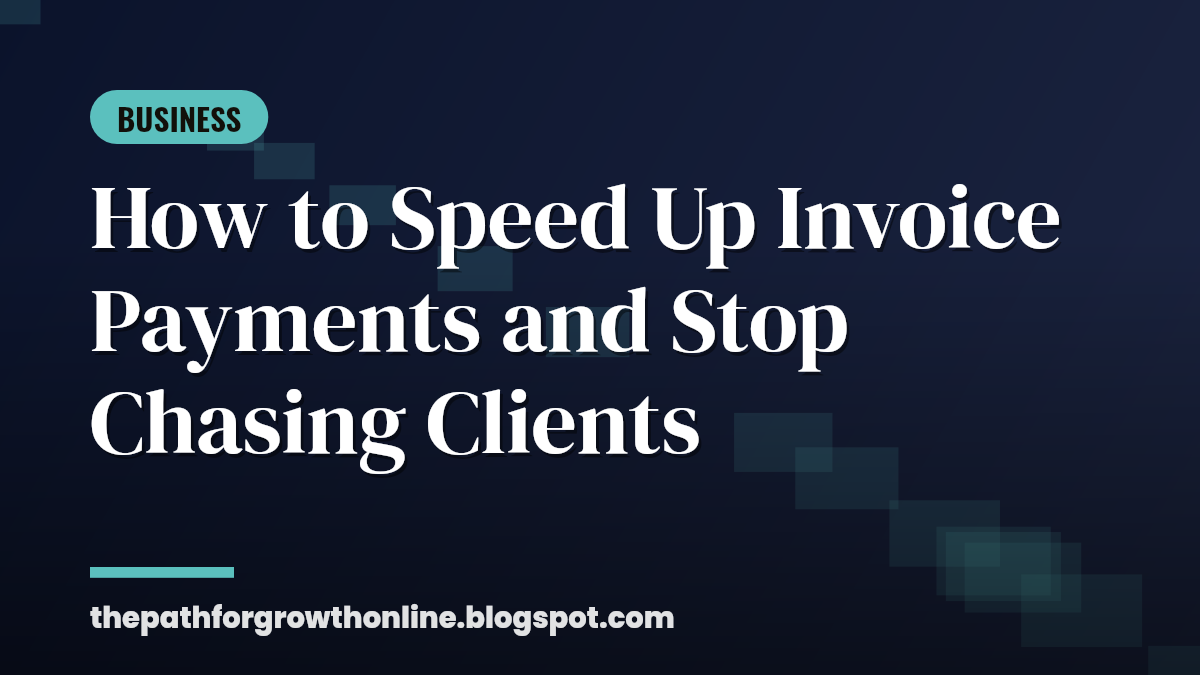 BUSINESS
How to Speed Up Invoice
Payments and Stop
Chasing Clients
thepathforgrowthonline.blogspot.com